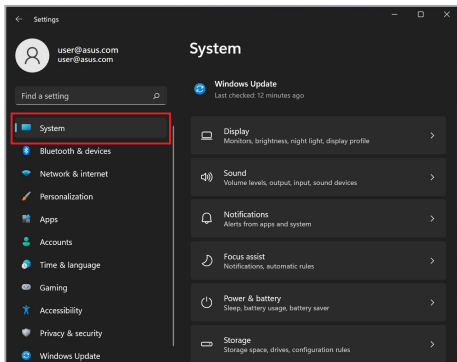 Settings
user@asus.com
user@asus.com
Find a setting
System
Bluetooth & devices
Network & internet
Personalization
Apps
Accounts
Time & language
Gaming
Accessibility
Privacy & security
Windows Update
System
Windows Update
Last checked: 12 minutes ago
Display
Monitors, brightness, night light, display profile
Sound
Volume levels, output, input, sound devices
Notifications
Alerts from apps and system
Focus assist
Notifications, automatic rules
Power & battery
Sleep, battery usage, battery saver
Storage
Storage space, drives, configuration rules